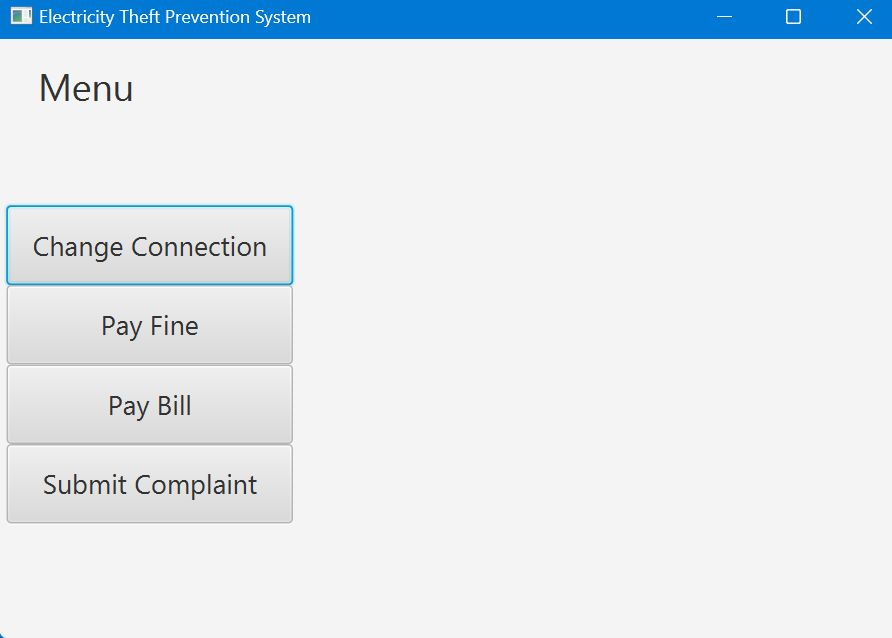 Electricity Theft Prevention System
Menu
Change Connection
Pay Fine
Pay Bill
Submit Complaint